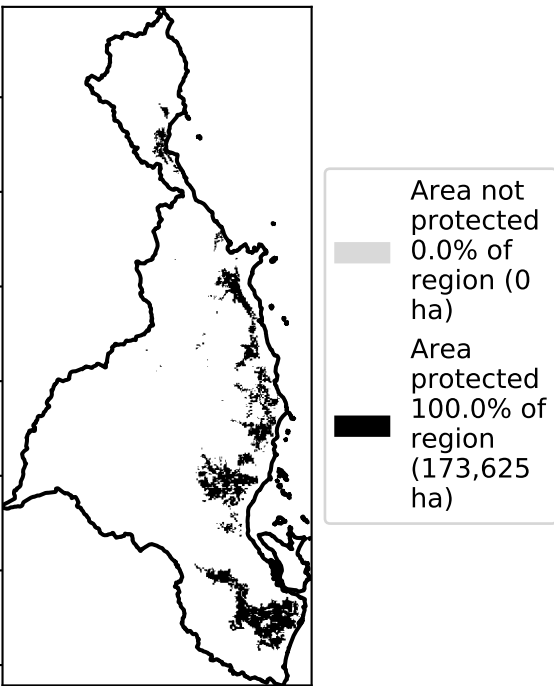 Area not
protected
0.0% of
region (0
ha)
Area
protected
100.0% of
region
(173,625
ha)